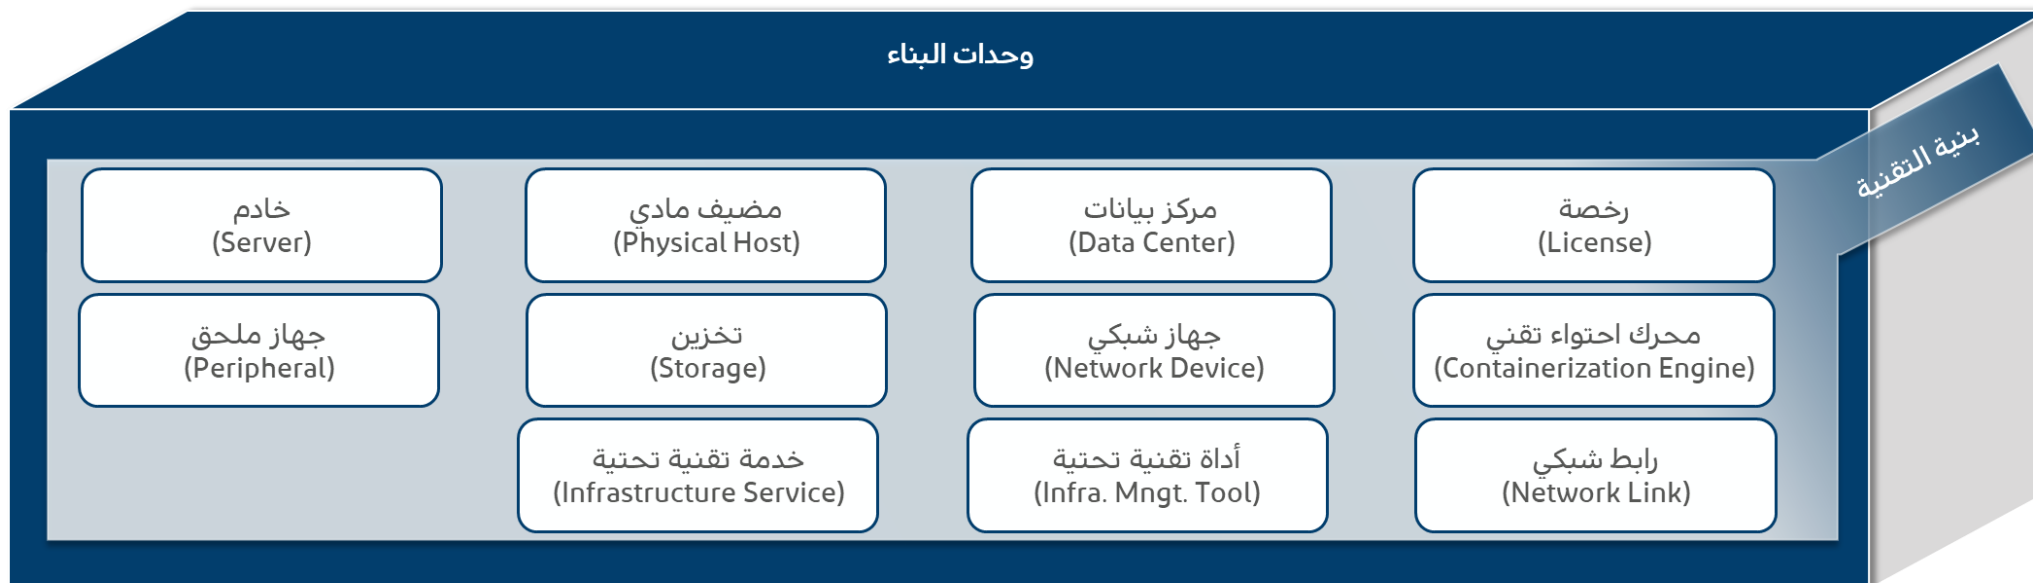 وحدات البناء
بنية التقنية
رخصة
(License)
مركز بيانات
(Data Center)
مضيف مادي
(Physical Host)
خادم
(Server)
محرك احتواء تقني
(Containerization Engine)
جهاز شبكي
(Network Device)
تخزين
(Storage)
جهاز ملحق
(Peripheral)
رابط شبكي
(Network Link)
أداة تقنية تحتية
(Infra. Mngt. Tool)
خدمة تقنية تحتية
(Infrastructure Service)